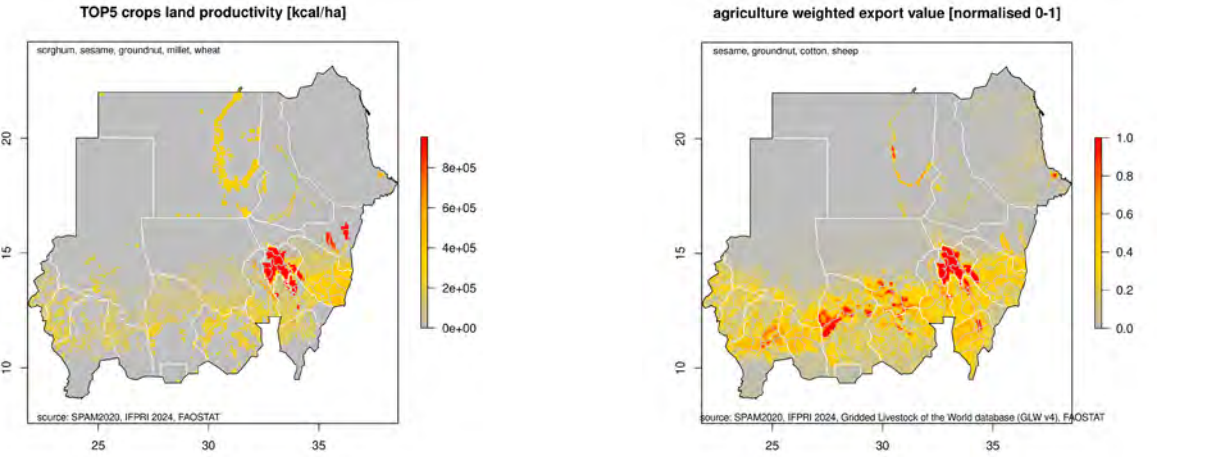 TOP5 crops land productivity [kcal/ha]
sorghum, sesame, groundnut, millet, wheat
20
15
10
8e+05
6e+05
4e+05
2e+05
0e+00
source: SPAM2020, IFPRI 2024, FAOSTAT
25
30
35
agriculture weighted export value [normalised 0-1]
sesame, groundnut, cotton, sheep
20
15
10
1.0
0.8
0.6
0.4
0.2
0.0
source: SPAM2020, IFPRI 2024, Gridded Livestock of the World database (GLW v4), FAOSTAT
25
30
35